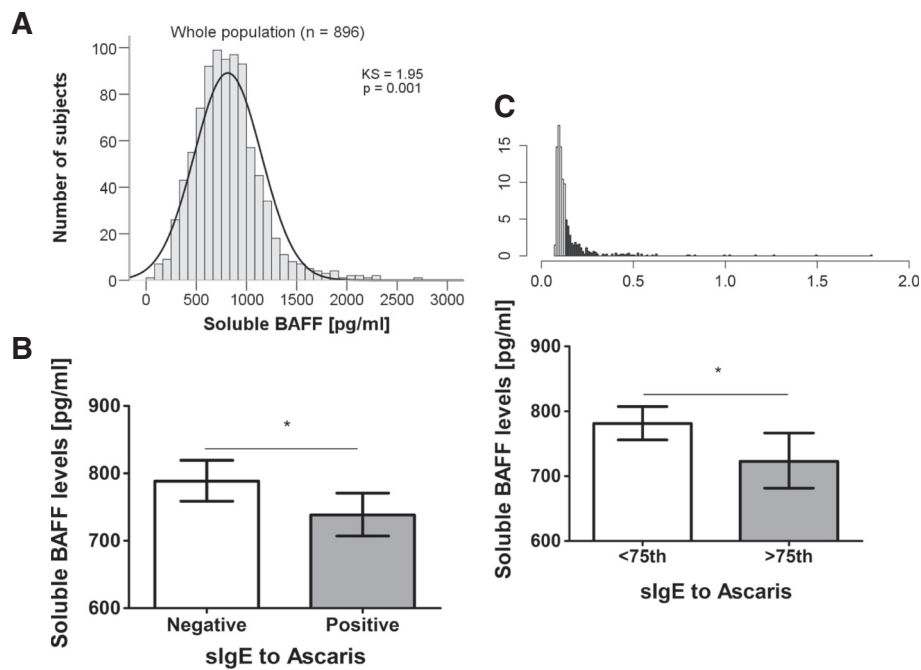 A
Whole population (n = 896)
KS = 1.95
p = 0.001
Number of subjects
100
80
60
40
20
0
0 500 1000 1500 2000 2500 3000
Soluble BAFF [pg/ml]
B
Soluble BAFF levels [pg/ml]
900
800
700
600
*
Negative Positive
sIgE to Ascaris
C
15
10
5
0
0.0 0.5 1.0 1.5 2.0
Soluble BAFF levels [pg/ml]
900
800
700
600
*
<75th >75th
sIgE to Ascaris